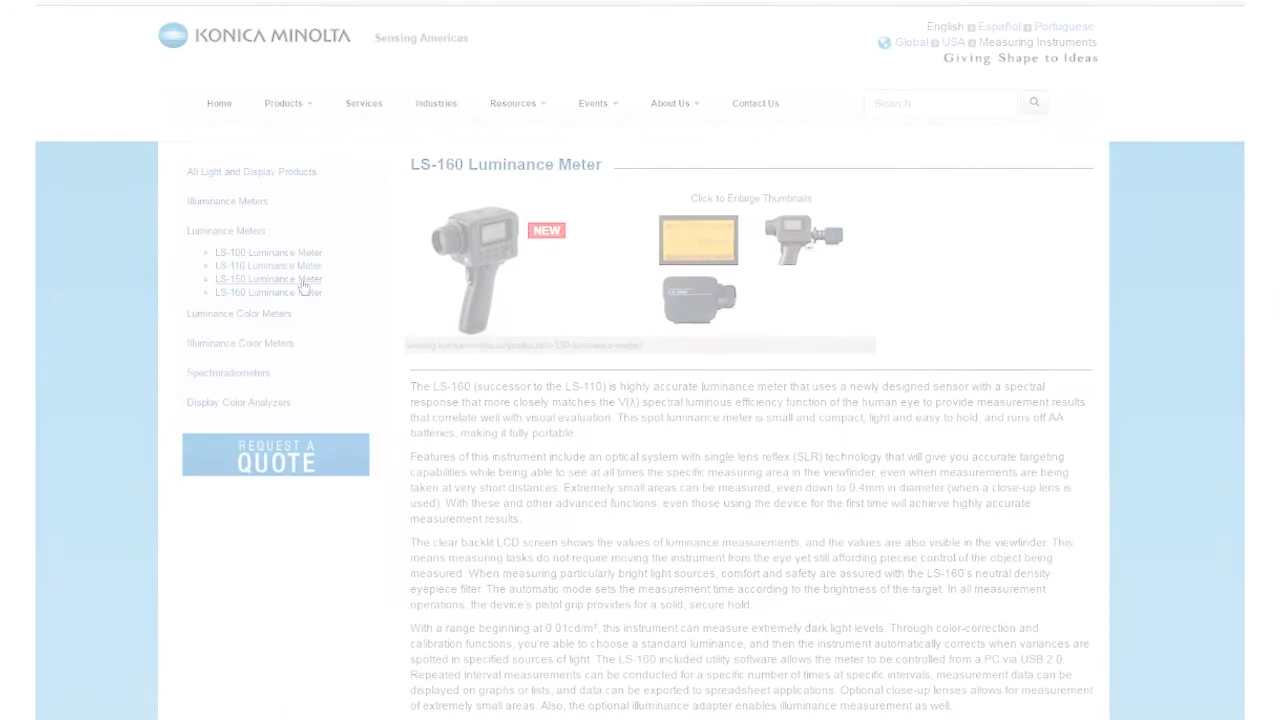 KONICA MINOLTA
Sensing Americas
English Español Portuguese
Global USA Measuring Instruments
Giving Shape to Ideas
Home Products Services Industries Resources Events About Us Contact Us
Search
All Light and Display Products
Illuminance Meters
Luminance Meters
LS-100 Luminance Meter
LS-110 Luminance Meter
LS-150 Luminance Meter
LS-160 Luminance Meter
Luminance Color Meters
Illuminance Color Meters
Spectroradiometers
Display Color Analyzers
REQUEST A
QUOTE
LS-160 Luminance Meter
Click to Enlarge Thumbnails
NEW
The LS-160 (successor to the LS-110) is highly accurate luminance meter that uses a newly designed sensor with a spectral
response that more closely matches the V(λ) spectral luminous efficiency function of the human eye to provide measurement results
that correlate well with visual evaluation. This spot luminance meter is small and compact, light and easy to hold, and runs off AA
batteries, making it fully portable.
Features of this instrument include an optical system with single lens reflex (SLR) technology that will give you accurate targeting
capabilities while being able to see at all times the specific measuring area in the viewfinder, even when measurements are being
taken at very short distances. Extremely small areas can be measured, even down to 0.4mm in diameter (when a close-up lens is
used). With these and other advanced functions, even those using the device for the first time will achieve highly accurate
measurement results.
The clear backlit LCD screen shows the values of luminance measurements, and the values are also visible in the viewfinder. This
means measuring tasks do not require moving the instrument from the eye yet still affording precise control of the object being
measured. When measuring particularly bright light sources, comfort and safety are assured with the LS-160's neutral density
eyepiece filter. The automatic mode sets the measurement time according to the brightness of the target. In all measurement
operations, the device's pistol grip provides for a solid, secure hold.
With a range beginning at 0.01cd/m², this instrument can measure extremely dark light levels. Through color-correction and
calibration functions, you're able to choose a standard luminance, and then the instrument automatically corrects when variances are
spotted in specified sources of light. The LS-160 included utility software allows the meter to be controlled from a PC via USB 2.0.
Repeated interval measurements can be conducted for a specific number of times at specific intervals, measurement data can be
displayed on graphs or lists, and data can be exported to spreadsheet applications. Optional close-up lenses allows for measurement
of extremely small areas. Also, the optional illuminance adapter enables illuminance measurement as well.